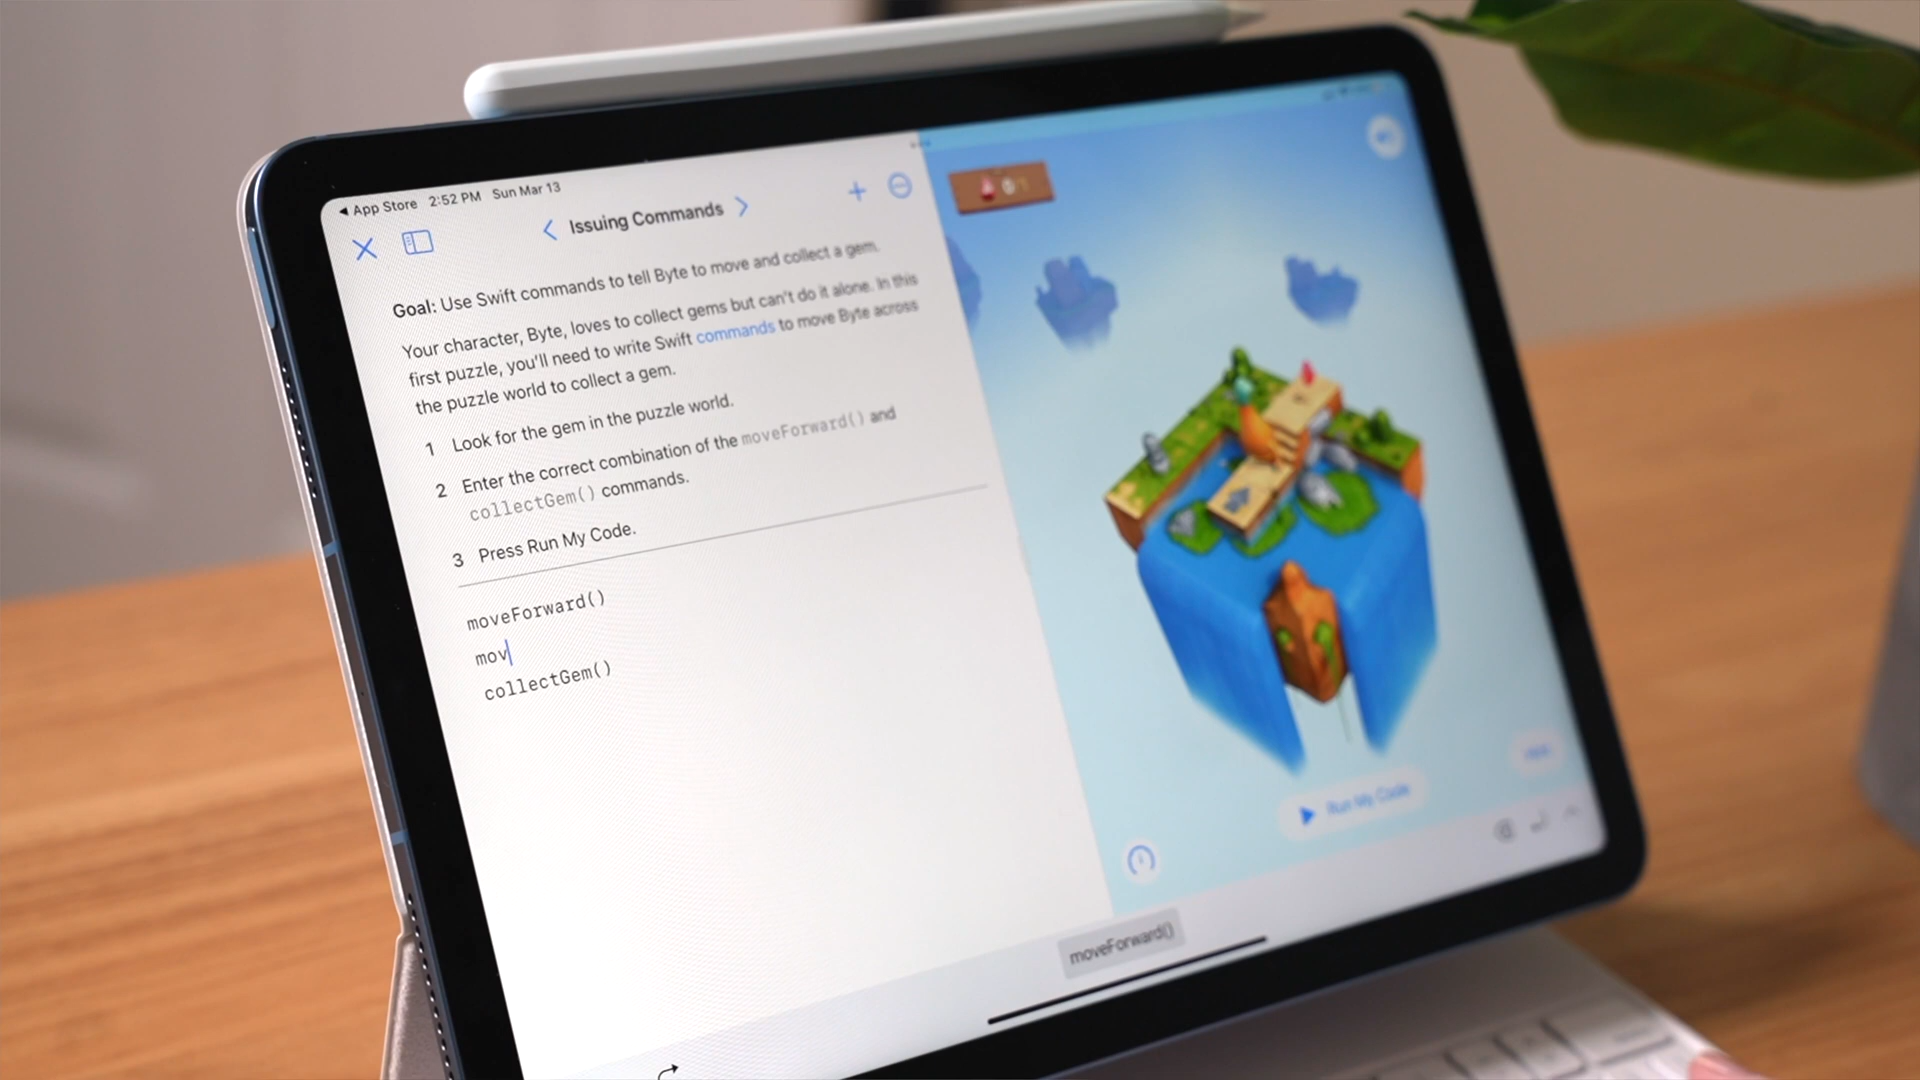 ◀ App Store 2:52 PM Sun Mar 13
Issuing Commands
Goal: Use Swift commands to tell Byte to move and collect a gem.
Your character, Byte, loves to collect gems but can't do it alone. In this
first puzzle, you'll need to write Swift commands to move Byte across
the puzzle world to collect a gem.
1 Look for the gem in the puzzle world.
2 Enter the correct combination of the moveForward() and
collectGem() commands.
3 Press Run My Code.
moveForward()
mov
collectGem()
Run My Code
moveForward()